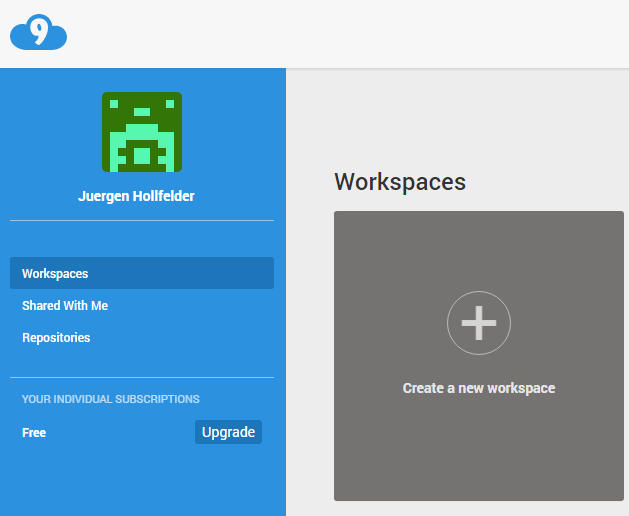 9
Juergen Hollfelder
Workspaces
Shared With Me
Repositories
YOUR INDIVIDUAL SUBSCRIPTIONS
Free
Upgrade
Workspaces
Create a new workspace